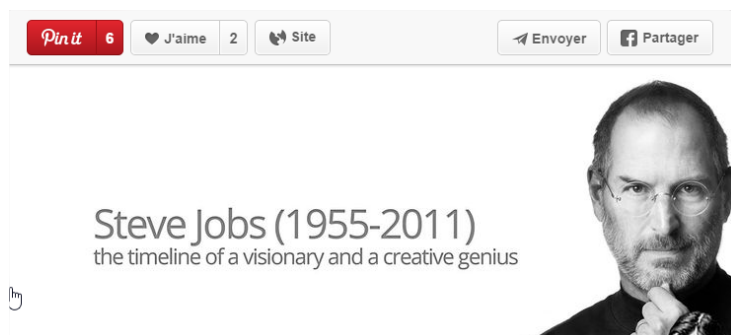 Pin it 6 J'aime 2 Site Envoyer Partager
Steve Jobs (1955-2011)
the timeline of a visionary and a creative genius